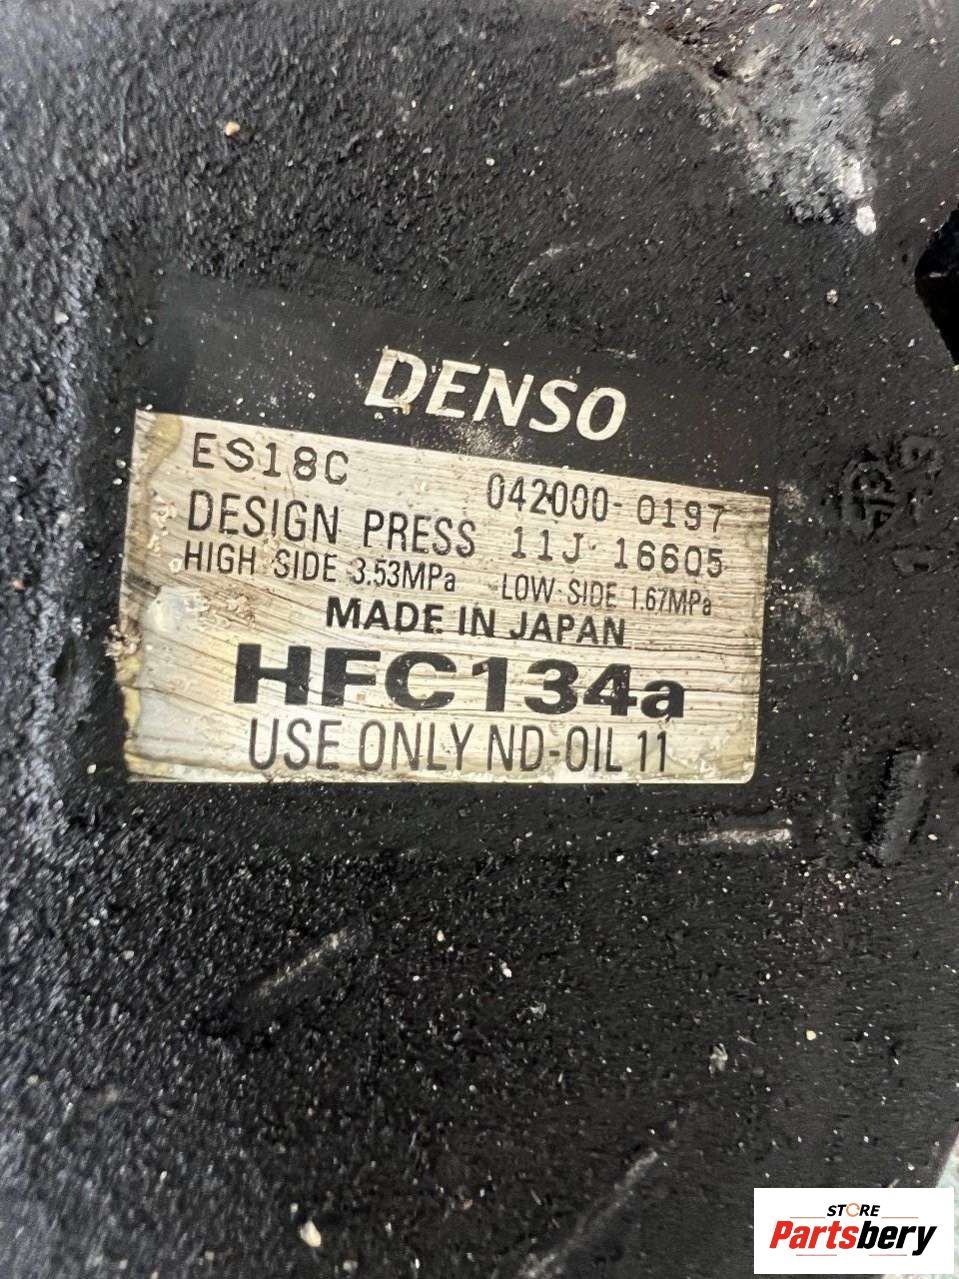 DENSO
ES18C 042000-0197
DESIGN PRESS 11J-16605
HIGH SIDE 3.53MPa LOW SIDE 1.67MPa
MADE IN JAPAN
HFC134a
USE ONLY ND-OIL 11
STORE
Partsbery